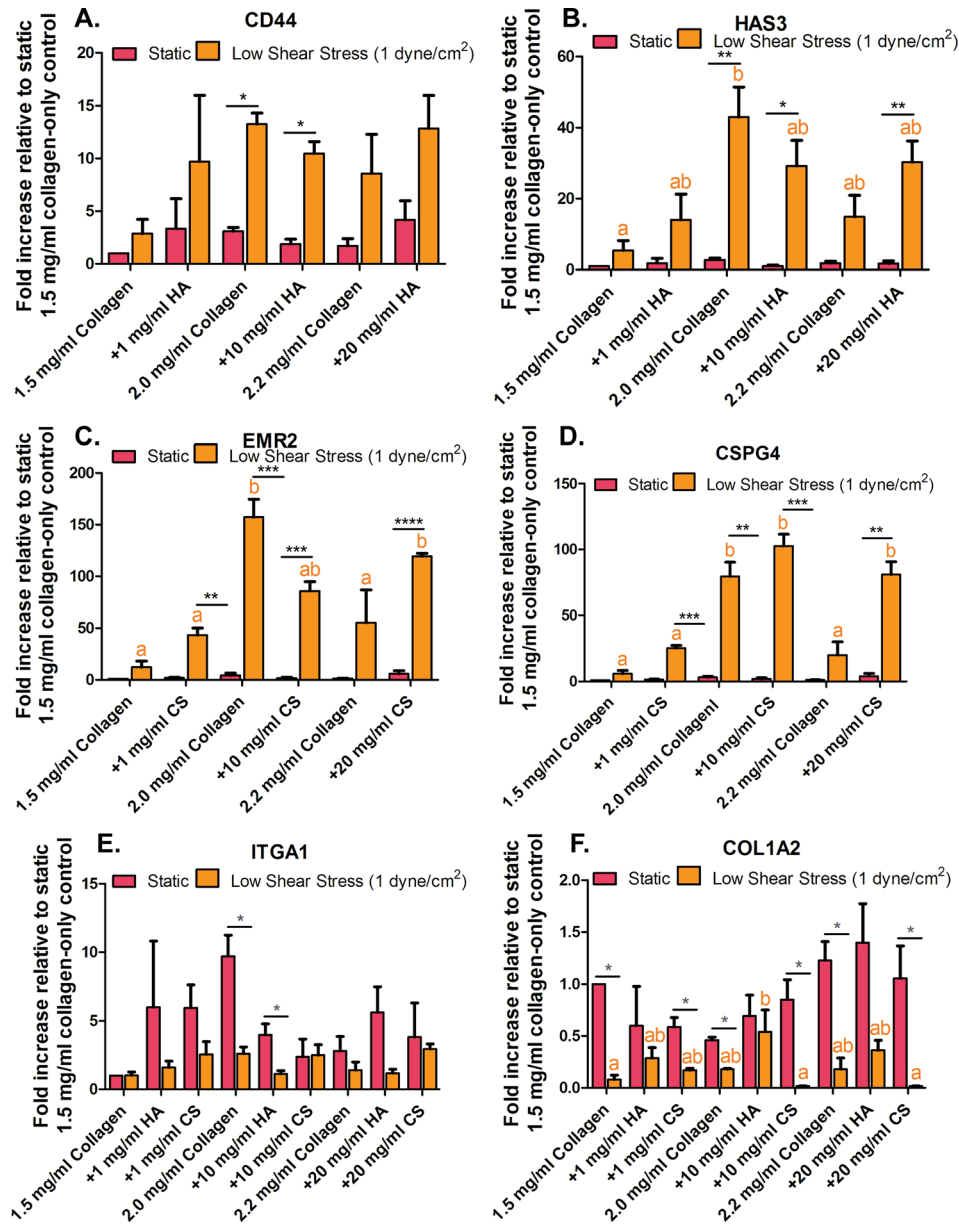 A.
CD44
Static
Low Shear Stress (1 dyne/cm2)
Fold increase relative to static
1.5 mg/ml collagen-only control
20
15
10
5
0
*
*
1.5 mg/ml Collagen
+1 mg/ml HA
2.0 mg/ml Collagen
+10 mg/ml HA
2.2 mg/ml Collagen
+20 mg/ml HA
B.
HAS3
Static
Low Shear Stress (1 dyne/cm2)
Fold increase relative to static
1.5 mg/ml collagen-only control
60
40
20
0
a
ab
**
b
*
ab
ab
**
ab
1.5 mg/ml Collagen
+1 mg/ml HA
2.0 mg/ml Collagen
+10 mg/ml HA
2.2 mg/ml Collagen
+20 mg/ml HA
C.
EMR2
Static
Low Shear Stress (1 dyne/cm2)
Fold increase relative to static
1.5 mg/ml collagen-only control
200
150
100
50
0
a
a
**
b
***
***
ab
a
****
b
1.5 mg/ml Collagen
+1 mg/ml CS
2.0 mg/ml Collagen
+10 mg/ml CS
2.2 mg/ml Collagen
+20 mg/ml CS
D.
CSPG4
Static
Low Shear Stress (1 dyne/cm2)
Fold increase relative to static
1.5 mg/ml collagen-only control
150
100
50
0
a
a
***
b
**
b
***
a
**
b
1.5 mg/ml Collagen
+1 mg/ml CS
2.0 mg/ml Collagenl
+10 mg/ml CS
2.2 mg/ml Collagen
+20 mg/ml CS
E.
ITGA1
Static
Low Shear Stress (1 dyne/cm2)
Fold increase relative to static
1.5 mg/ml collagen-only control
15
10
5
0
*
*
1.5 mg/ml Collagen
+1 mg/ml HA
+1 mg/ml CS
2.0 mg/ml Collagen
+10 mg/ml HA
+10 mg/ml CS
2.2 mg/ml Collagen
+20 mg/ml HA
+20 mg/ml CS
F.
COL1A2
Static
Low Shear Stress (1 dyne/cm2)
Fold increase relative to static
1.5 mg/ml collagen-only control
2.0
1.5
1.0
0.5
0.0
*
a
ab
*
ab
*
ab
b
*
a
*
ab
ab
*
a
1.5 mg/ml Collagen
+1 mg/ml HA
+1 mg/ml CS
2.0 mg/ml Collagen
+10 mg/ml HA
+10 mg/ml CS
2.2 mg/ml Collagen
+20 mg/ml HA
+20 mg/ml CS